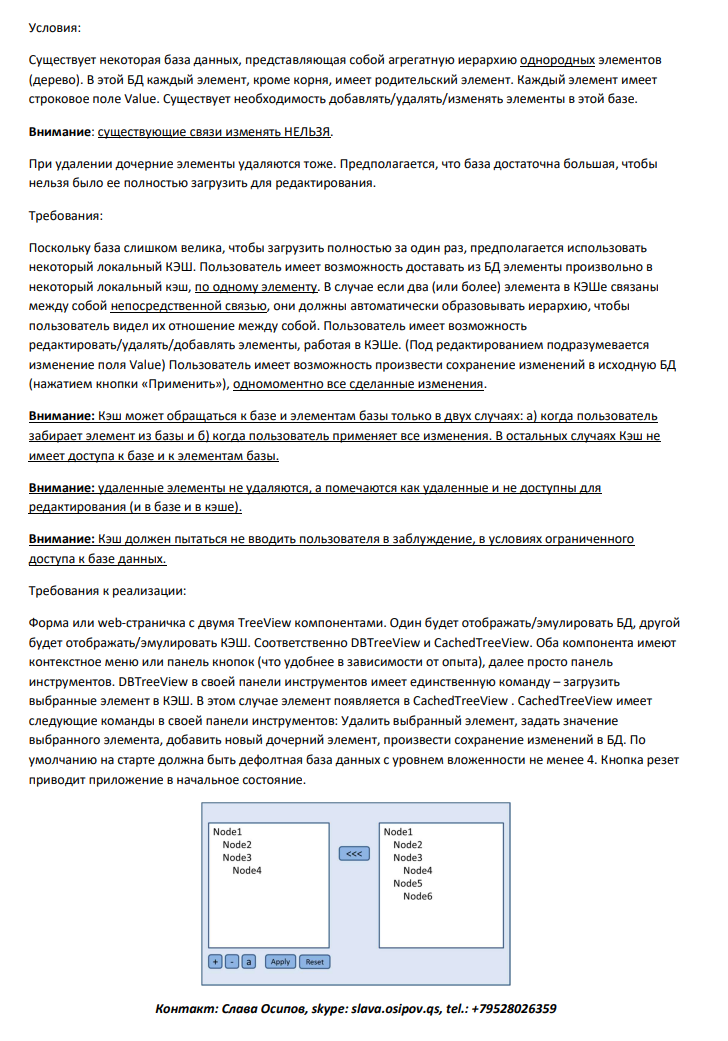 Условия:
Существует некоторая база данных, представляющая собой агрегатную иерархию однородных элементов
(дерево). В этой БД каждый элемент, кроме корня, имеет родительский элемент. Каждый элемент имеет
строковое поле Value. Существует необходимость добавлять/удалять/изменять элементы в этой базе.
Внимание: существующие связи изменять НЕЛЬЗЯ.
При удалении дочерние элементы удаляются тоже. Предполагается, что база достаточна большая, чтобы
нельзя было ее полностью загрузить для редактирования.
Требования:
Поскольку база слишком велика, чтобы загрузить полностью за один раз, предполагается использовать
некоторый локальный КЭШ. Пользователь имеет возможность доставать из БД элементы произвольно в
некоторый локальный кэш, по одному элементу. В случае если два (или более) элемента в КЭШе связаны
между собой непосредственной связью, они должны автоматически образовывать иерархию, чтобы
пользователь видел их отношение между собой. Пользователь имеет возможность
редактировать/удалять/добавлять элементы, работая в КЭШе. (Под редактированием подразумевается
изменение поля Value) Пользователь имеет возможность произвести сохранение изменений в исходную БД
(нажатием кнопки «Применить»), одномоментно все сделанные изменения.
Внимание: Кэш может обращаться к базе и элементам базы только в двух случаях: а) когда пользователь
забирает элемент из базы и б) когда пользователь применяет все изменения. В остальных случаях Кэш не
имеет доступа к базе и к элементам базы.
Внимание: удаленные элементы не удаляются, а помечаются как удаленные и не доступны для
редактирования (и в базе и в кэше).
Внимание: Кэш должен пытаться не вводить пользователя в заблуждение, в условиях ограниченного
доступа к базе данных.
Требования к реализации:
Форма или web-страничка с двумя TreeView компонентами. Один будет отображать/эмулировать БД, другой
будет отображать/эмулировать КЭШ. Соответственно DBTreeView и CachedTreeView. Оба компонента имеют
контекстное меню или панель кнопок (что удобнее в зависимости от опыта), далее просто панель
инструментов. DBTreeView в своей панели инструментов имеет единственную команду – загрузить
выбранные элемент в КЭШ. В этом случае элемент появляется в CachedTreeView . CachedTreeView имеет
следующие команды в своей панели инструментов: Удалить выбранный элемент, задать значение
выбранного элемента, добавить новый дочерний элемент, произвести сохранение изменений в БД. По
умолчанию на старте должна быть дефолтная база данных с уровнем вложенности не менее 4. Кнопка резет
приводит приложение в начальное состояние.
Node1
Node2
Node3
Node4
<<<
Node1
Node2
Node3
Node4
Node5
Node6
+ - a Apply Reset
Контакт: Слава Осипов, skype: slava.osipov.qs, tel.: +79528026359